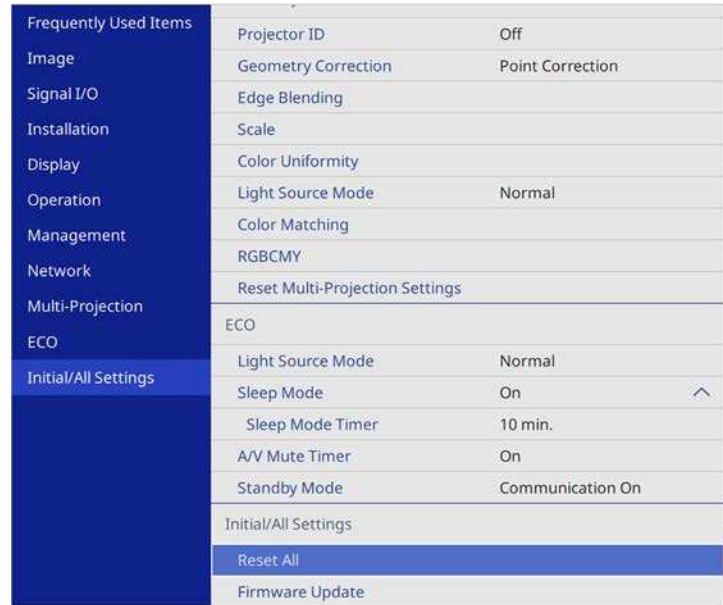 Frequently Used Items
Image
Signal I/O
Installation
Display
Operation
Management
Network
Multi-Projection
ECO
Initial/All Settings
Projector ID Off
Geometry Correction Point Correction
Edge Blending
Scale
Color Uniformity
Light Source Mode Normal
Color Matching
RGBCMY
Reset Multi-Projection Settings
ECO
Light Source Mode Normal
Sleep Mode On
Sleep Mode Timer 10 min.
A/V Mute Timer On
Standby Mode Communication On
Initial/All Settings
Reset All
Firmware Update